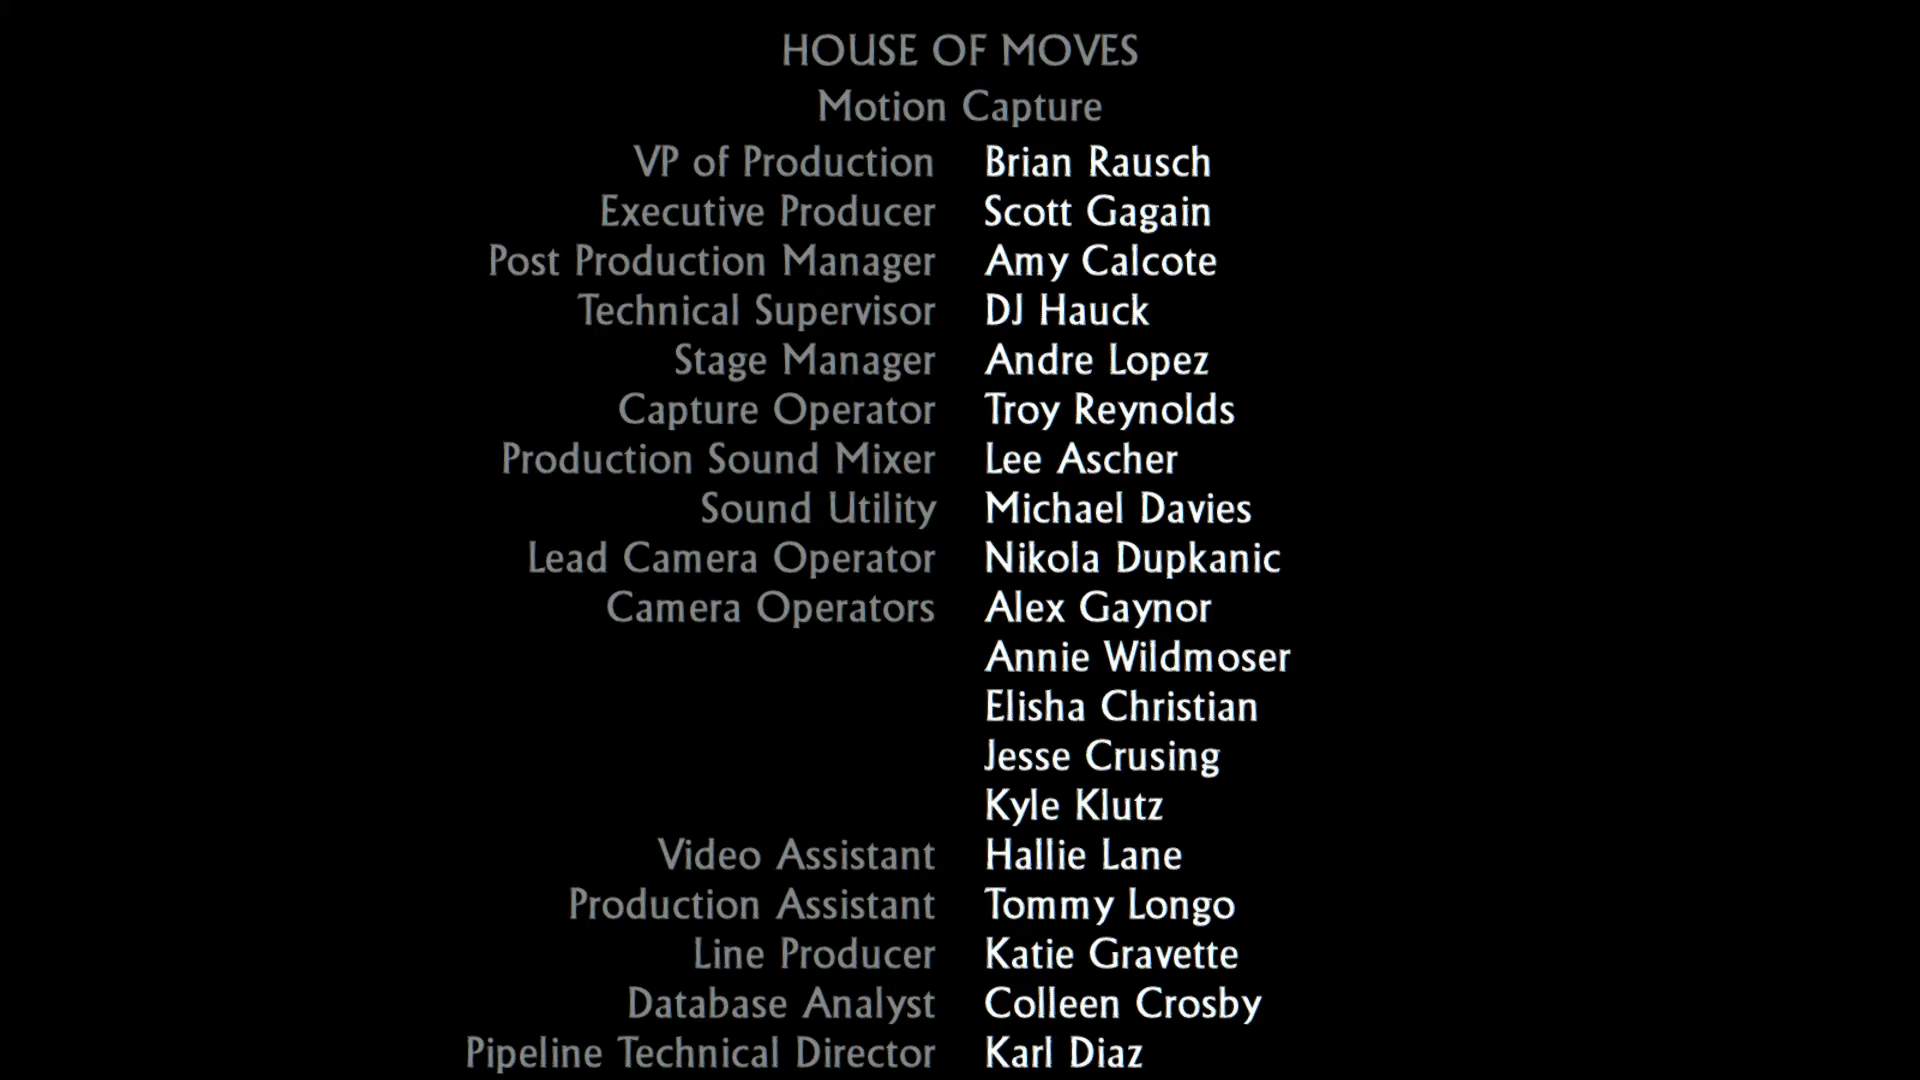 HOUSE OF MOVES
Motion Capture
VP of Production Brian Rausch
Executive Producer Scott Gagain
Post Production Manager Amy Calcote
Technical Supervisor DJ Hauck
Stage Manager Andre Lopez
Capture Operator Troy Reynolds
Production Sound Mixer Lee Ascher
Sound Utility Michael Davies
Lead Camera Operator Nikola Dupkanic
Camera Operators Alex Gaynor
Annie Wildmoser
Elisha Christian
Jesse Crusing
Kyle Klutz
Video Assistant Hallie Lane
Production Assistant Tommy Longo
Line Producer Katie Gravette
Database Analyst Colleen Crosby
Pipeline Technical Director Karl Diaz